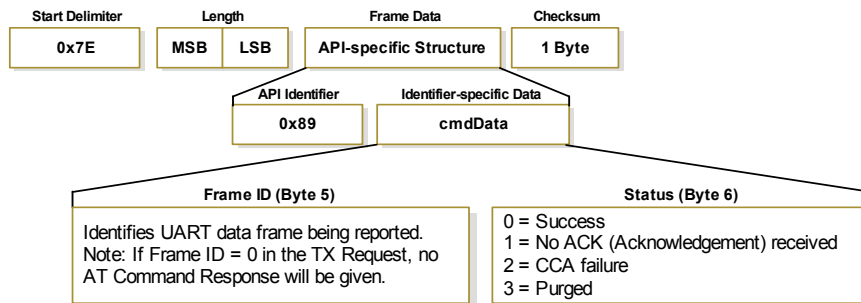 Start Delimiter Length Frame Data Checksum
0x7E MSB LSB API-specific Structure 1 Byte
API Identifier Identifier-specific Data
0x89 cmdData
Frame ID (Byte 5) Status (Byte 6)
Identifies UART data frame being reported.
Note: If Frame ID = 0 in the TX Request, no
AT Command Response will be given.
0 = Success
1 = No ACK (Acknowledgement) received
2 = CCA failure
3 = Purged